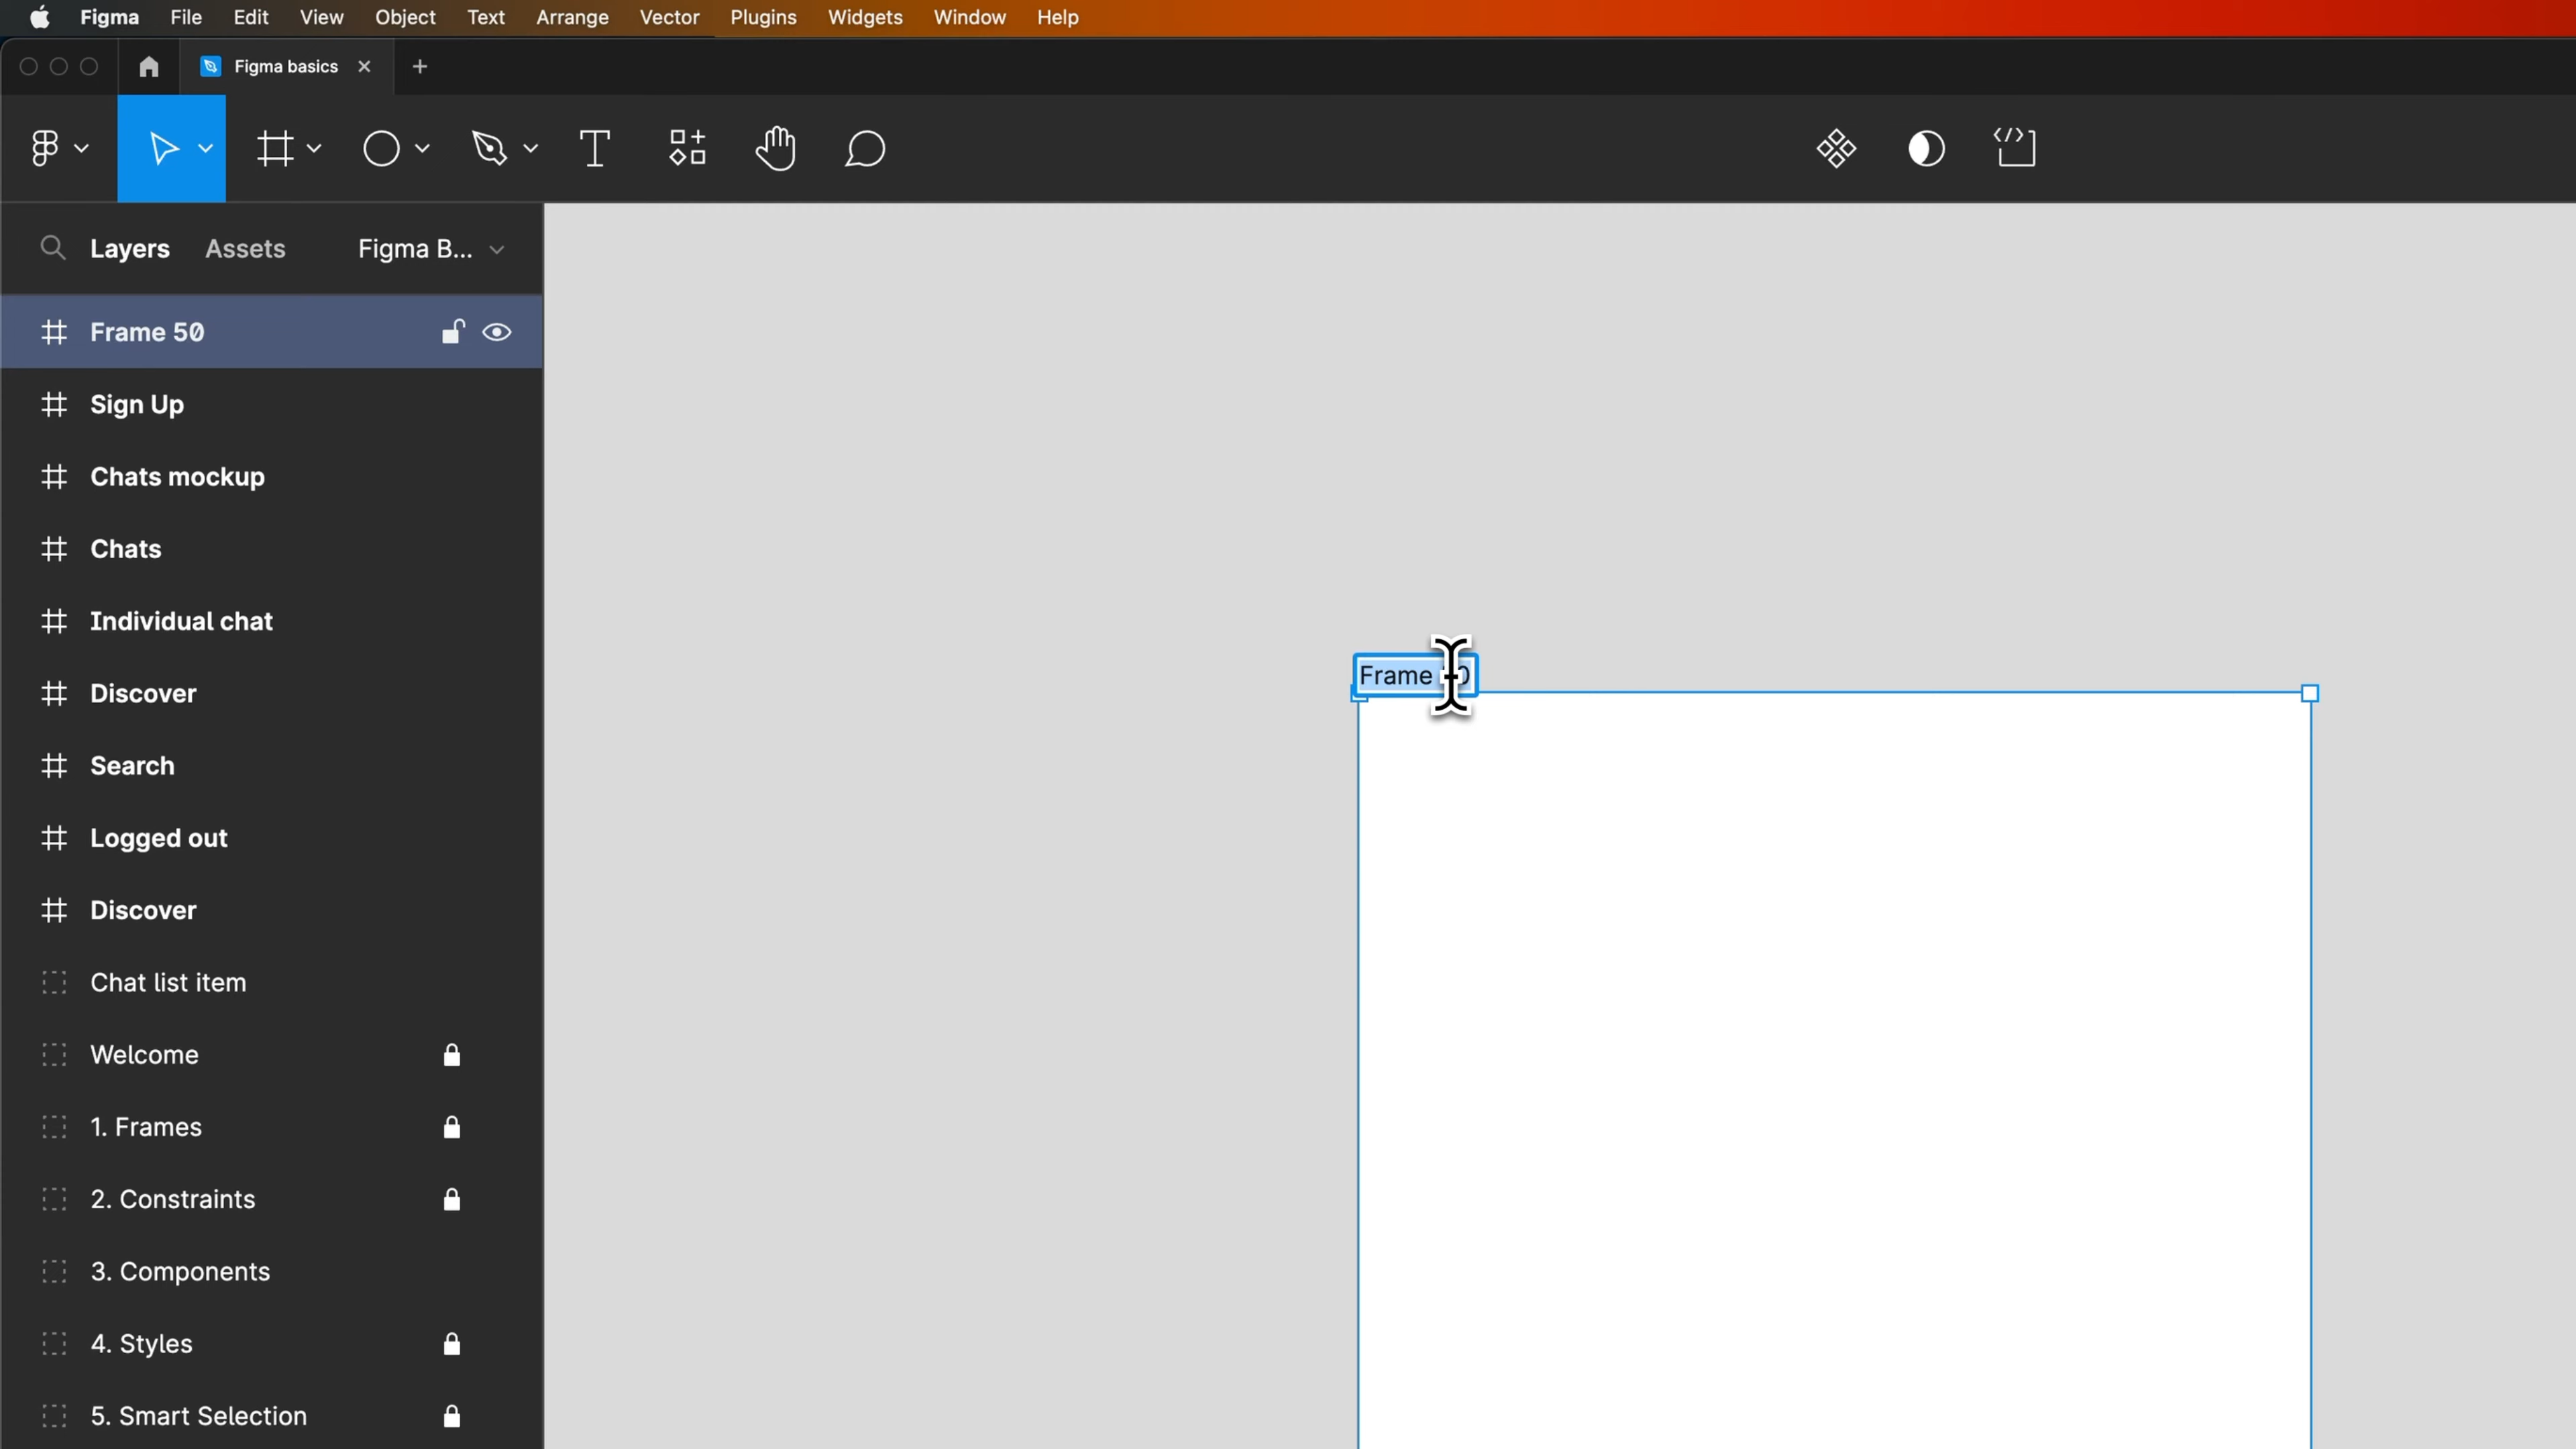 Figma File Edit View Object Text Arrange Vector Plugins Widgets Window Help
Figma basics
Layers Assets Figma B...
Frame 50
Sign Up
Chats mockup
Chats
Individual chat
Frame
Discover
Search
Logged out
Discover
Chat list item
Welcome
1. Frames
2. Constraints
3. Components
4. Styles
5. Smart Selection